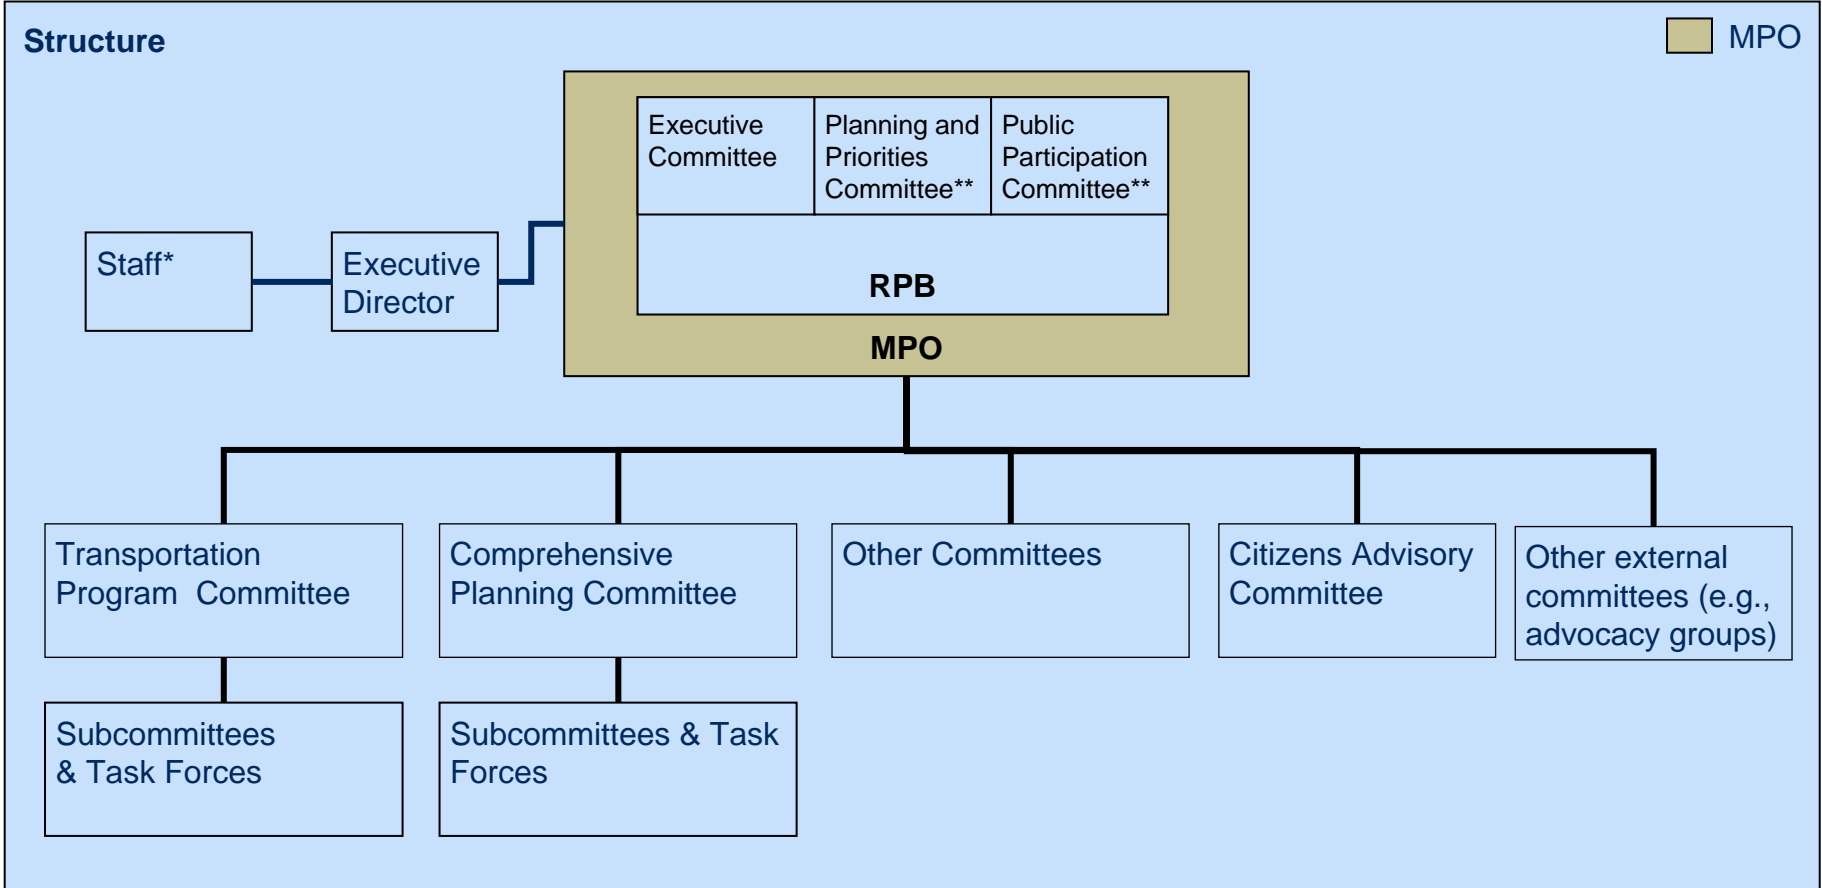 Structure
MPO
Executive
Committee
Planning and
Priorities
Committee**
Public
Participation
Committee**
RPB
MPO
Staff*
Executive
Director
Transportation
Program  Committee
Comprehensive
Planning Committee
Other Committees
Citizens Advisory
Committee
Other external
committees (e.g.,
advocacy groups)
Subcommittees
& Task Forces
Subcommittees & Task
Forces